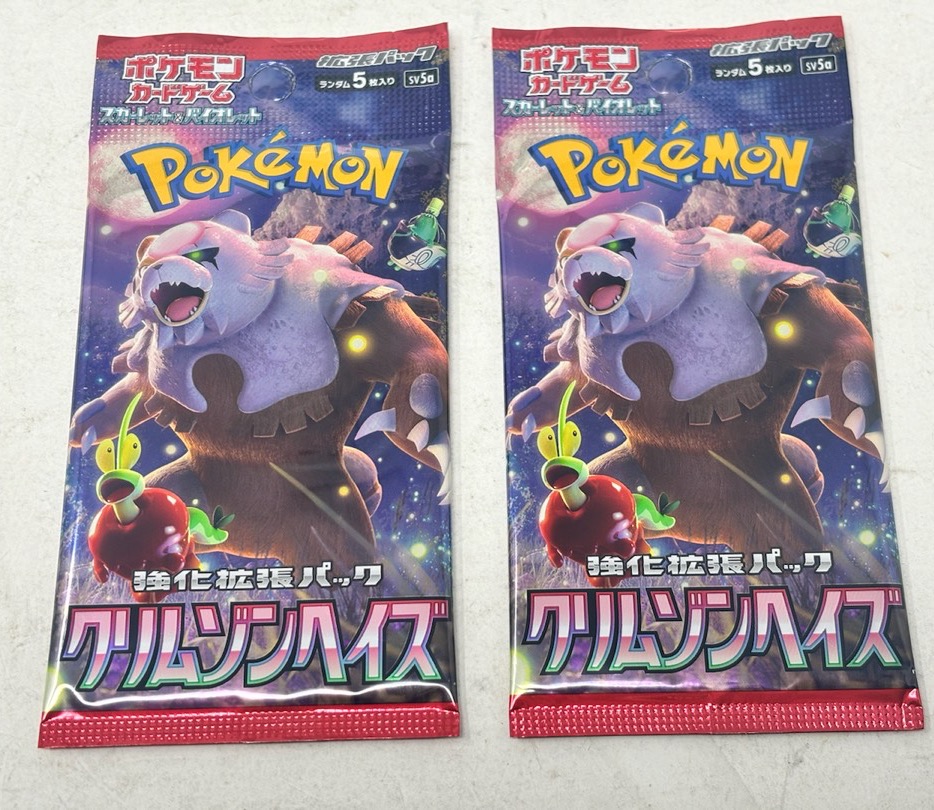 ポケモン
カードゲーム
スカーレット&バイオレット
拡張パック
ランダム5枚入り
SV5a
POKéMON
強化拡張パック
クリムゾンヘイズ
ポケモン
カードゲーム
スカーレット&バイオレット
拡張パック
ランダム5枚入り
SV5a
POKéMON
強化拡張パック
クリムゾンヘイズ